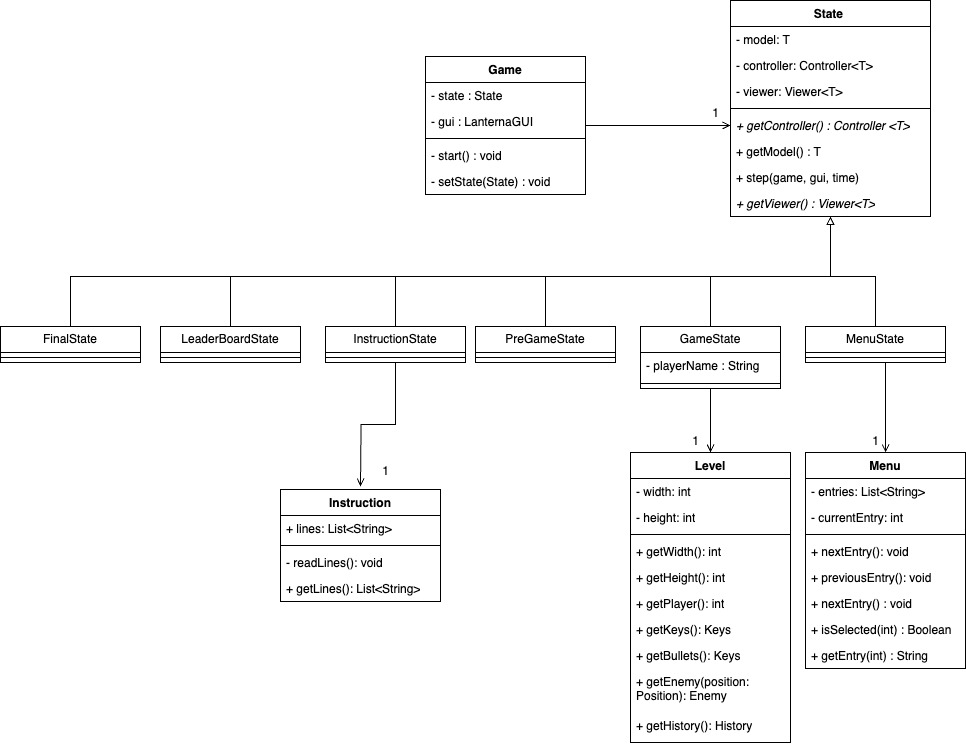 State
- model: T
- controller: Controller<T>
- viewer: Viewer<T>
+ getController() : Controller <T>
+ getModel() : T
+ step(game, gui, time)
+ getViewer() : Viewer<T>
Game
- state : State
- gui : LanternaGUI
- start() : void
- setState(State) : void
1
FinalState
LeaderBoardState
InstructionState
PreGameState
GameState
- playerName : String
MenuState
1
Instruction
+ lines: List<String>
- readLines(): void
+ getLines(): List<String>
1
Level
- width: int
- height: int
+ getWidth(): int
+ getHeight(): int
+ getPlayer(): int
+ getKeys(): Keys
+ getBullets(): Keys
+ getEnemy(position:
Position): Enemy
+ getHistory(): History
1
Menu
- entries: List<String>
- currentEntry: int
+ nextEntry(): void
+ previousEntry(): void
+ nextEntry() : void
+ isSelected(int) : Boolean
+ getEntry(int) : String